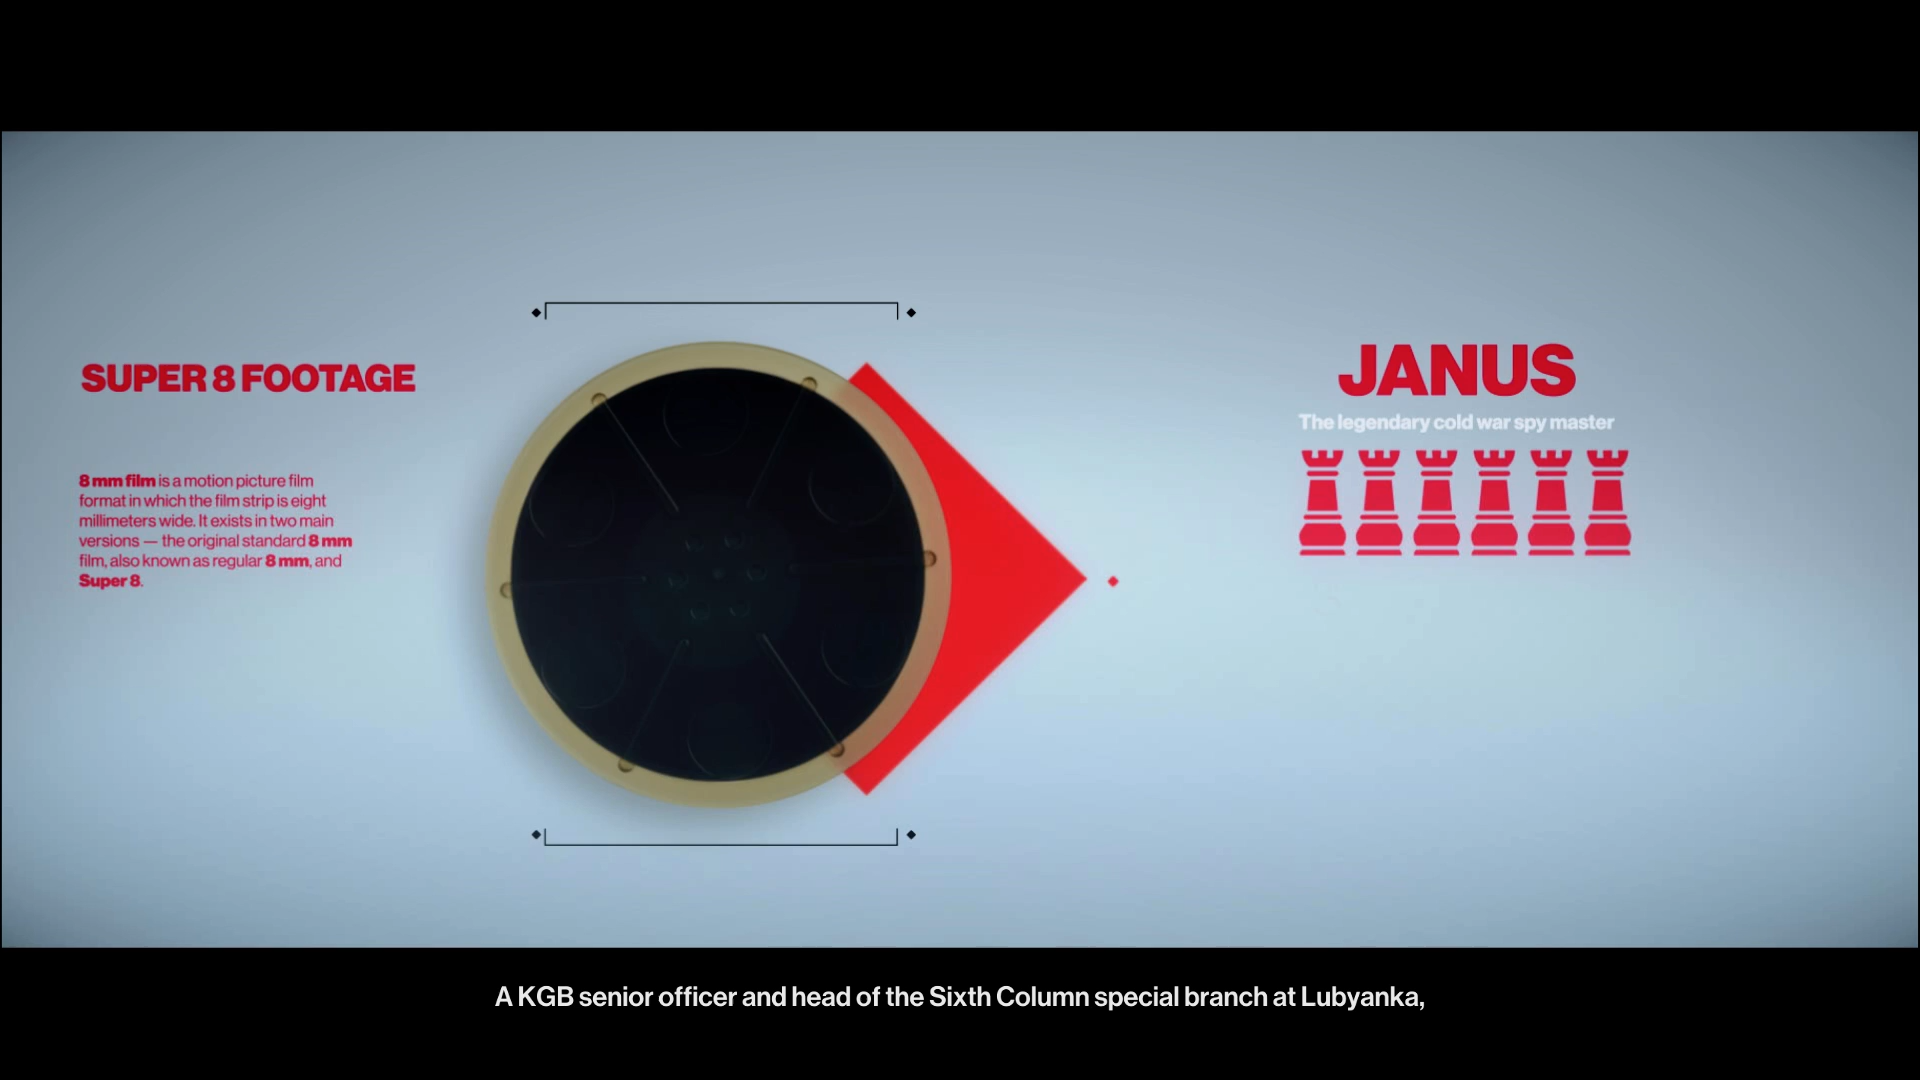 SUPER 8 FOOTAGE
8 mm film is a motion picture film
format in which the film strip is eight
millimeters wide. It exists in two main
versions — the original standard 8 mm
film, also known as regular 8 mm, and
Super 8.
JANUS
The legendary cold war spy master
A KGB senior officer and head of the Sixth Column special branch at Lubyanka,